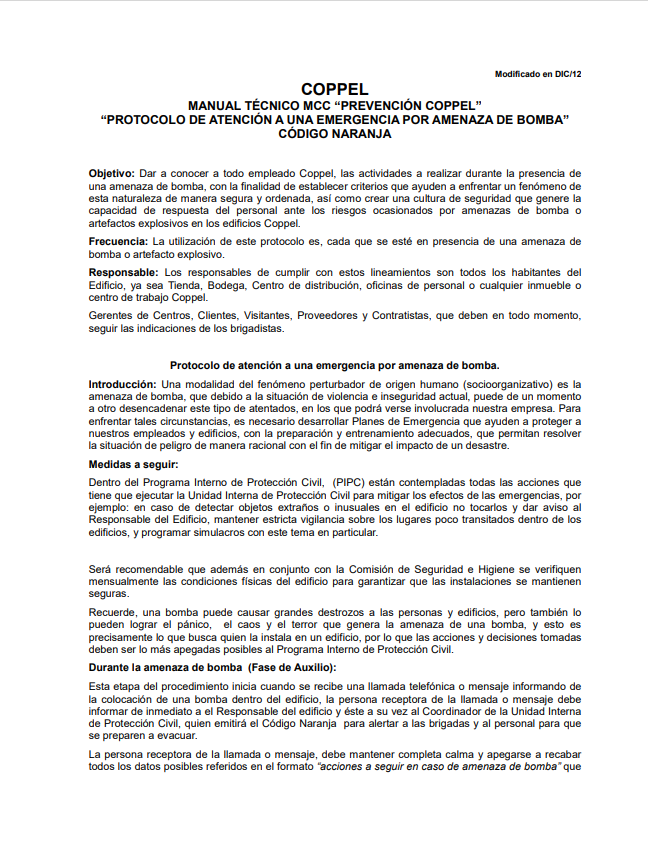 Modificado en DIC/12
COPPEL
MANUAL TÉCNICO MCC “PREVENCIÓN COPPEL”
“PROTOCOLO DE ATENCIÓN A UNA EMERGENCIA POR AMENAZA DE BOMBA”
CÓDIGO NARANJA
Objetivo: Dar a conocer a todo empleado Coppel, las actividades a realizar durante la presencia de
una amenaza de bomba, con la finalidad de establecer criterios que ayuden a enfrentar un fenómeno de
esta naturaleza de manera segura y ordenada, así como crear una cultura de seguridad que genere la
capacidad de respuesta del personal ante los riesgos ocasionados por amenazas de bomba o
artefactos explosivos en los edificios Coppel.
Frecuencia: La utilización de este protocolo es, cada que se esté en presencia de una amenaza de
bomba o artefacto explosivo.
Responsable: Los responsables de cumplir con estos lineamientos son todos los habitantes del
Edificio, ya sea Tienda, Bodega, Centro de distribución, oficinas de personal o cualquier inmueble o
centro de trabajo Coppel.
Gerentes de Centros, Clientes, Visitantes, Proveedores y Contratistas, que deben en todo momento,
seguir las indicaciones de los brigadistas.
Protocolo de atención a una emergencia por amenaza de bomba.
Introducción: Una modalidad del fenómeno perturbador de origen humano (socioorganizativo) es la
amenaza de bomba, que debido a la situación de violencia e inseguridad actual, puede de un momento
a otro desencadenar este tipo de atentados, en los que podrá verse involucrada nuestra empresa. Para
enfrentar tales circunstancias, es necesario desarrollar Planes de Emergencia que ayuden a proteger a
nuestros empleados y edificios, con la preparación y entrenamiento adecuados, que permitan resolver
la situación de peligro de manera racional con el fin de mitigar el impacto de un desastre.
Medidas a seguir:
Dentro del Programa Interno de Protección Civil, (PIPC) están contempladas todas las acciones que
tiene que ejecutar la Unidad Interna de Protección Civil para mitigar los efectos de las emergencias, por
ejemplo: en caso de detectar objetos extraños o inusuales en el edificio no tocarlos y dar aviso al
Responsable del Edificio, mantener estricta vigilancia sobre los lugares poco transitados dentro de los
edificios, y programar simulacros con este tema en particular.
Será recomendable que además en conjunto con la Comisión de Seguridad e Higiene se verifiquen
mensualmente las condiciones físicas del edificio para garantizar que las instalaciones se mantienen
seguras.
Recuerde, una bomba puede causar grandes destrozos a las personas y edificios, pero también lo
pueden lograr el pánico, el caos y el terror que genera la amenaza de una bomba, y esto es
precisamente lo que busca quien la instala en un edificio, por lo que las acciones y decisiones tomadas
deben ser lo más apegadas posibles al Programa Interno de Protección Civil.
Durante la amenaza de bomba (Fase de Auxilio):
Esta etapa del procedimiento inicia cuando se recibe una llamada telefónica o mensaje informando de
la colocación de una bomba dentro del edificio, la persona receptora de la llamada o mensaje debe
informar de inmediato a el Responsable del edificio y éste a su vez al Coordinador de la Unidad Interna
de Protección Civil, quien emitirá el Código Naranja para alertar a las brigadas y al personal para que
se preparen a evacuar.
La persona receptora de la llamada o mensaje, debe mantener completa calma y apegarse a recabar
todos los datos posibles referidos en el formato “acciones a seguir en caso de amenaza de bomba” que